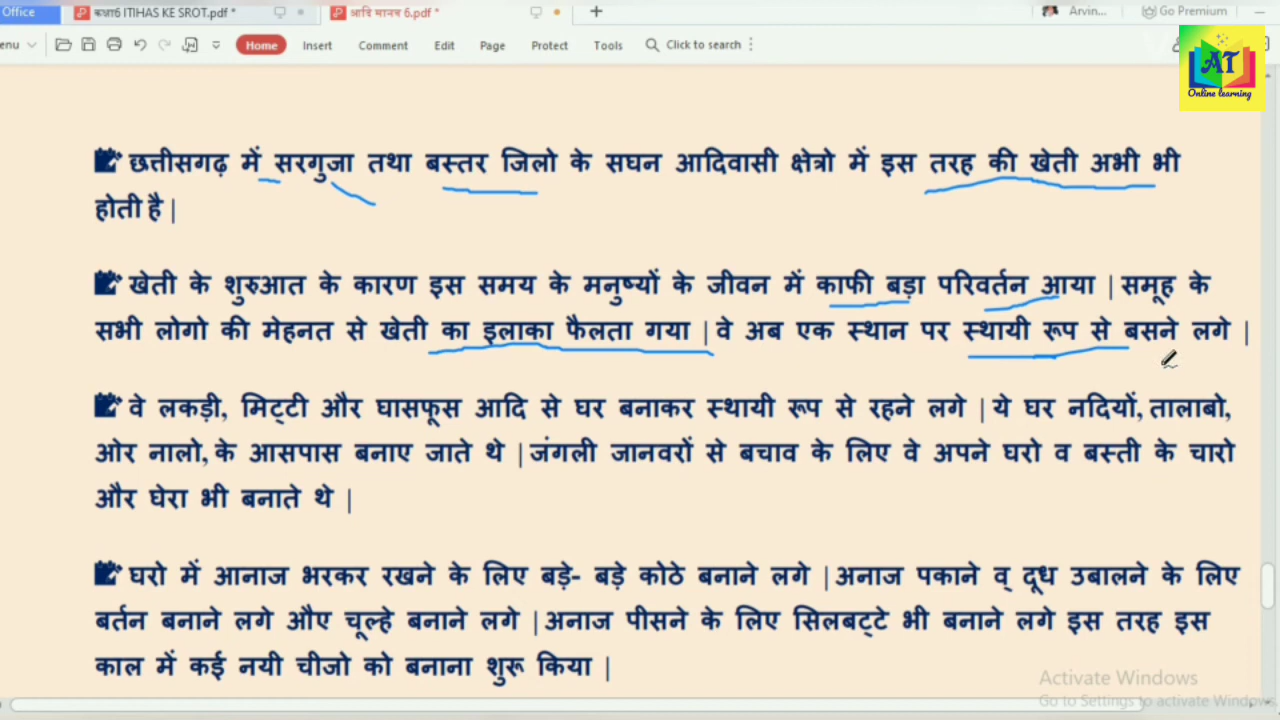 Office
कक्षा6 ITIHAS KE SROT.pdf *
आदि मानव 6.pdf *
+
Arvin...
Go Premium
enu
Home Insert Comment Edit Page Protect Tools Click to search
AT
Online learning
छत्तीसगढ़ में सरगुजा तथा बस्तर जिलो के सघन आदिवासी क्षेत्रो में इस तरह की खेती अभी भी
होती है |
खेती के शुरुआत के कारण इस समय के मनुष्यों के जीवन में काफी बड़ा परिवर्तन आया | समूह के
सभी लोगो की मेहनत से खेती का इलाका फैलता गया | वे अब एक स्थान पर स्थायी रूप से बसने लगे |
वे लकड़ी, मिट्टी और घासफूस आदि से घर बनाकर स्थायी रूप से रहने लगे | ये घर नदियों, तालाबो,
ओर नालो, के आसपास बनाए जाते थे | जंगली जानवरों से बचाव के लिए वे अपने घरो व बस्ती के चारो
और घेरा भी बनाते थे |
घरो में आनाज भरकर रखने के लिए बड़े- बड़े कोठे बनाने लगे | अनाज पकाने व् दूध उबालने के लिए
बर्तन बनाने लगे औए चूल्हे बनाने लगे | अनाज पीसने के लिए सिलबट्टे भी बनाने लगे इस तरह इस
काल में कई नयी चीजो को बनाना शुरू किया |
Activate Windows
Go to Settings to activate Windows.